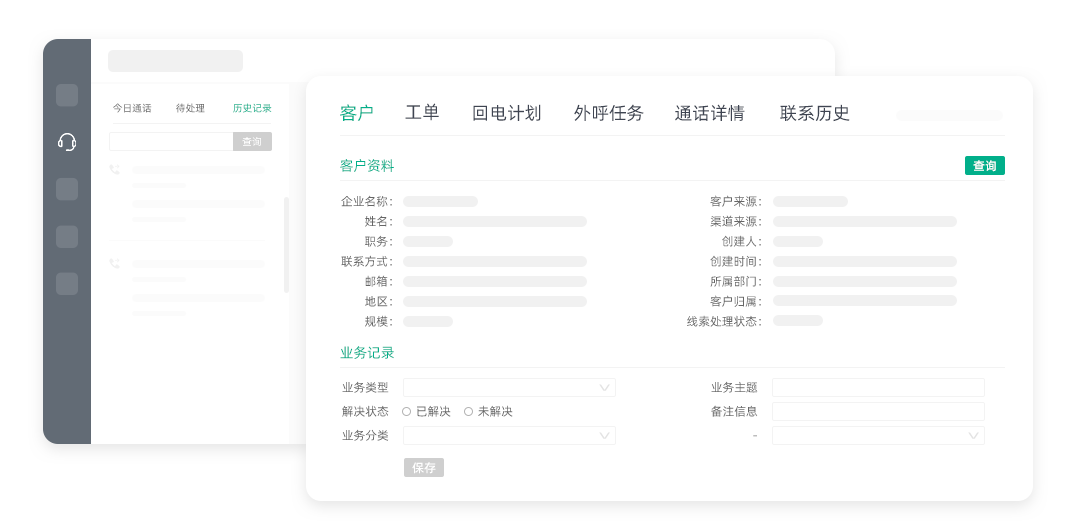 今日通话 待处理 历史记录
查询
客户 工单 回电计划 外呼任务 通话详情 联系历史
客户资料 查询
企业名称： 客户来源：
姓名： 渠道来源：
职务： 创建人：
联系方式： 创建时间：
邮箱： 所属部门：
地区： 客户归属：
规模： 线索处理状态：
业务记录
业务类型 业务主题
解决状态 已解决 未解决 备注信息
业务分类 -
保存